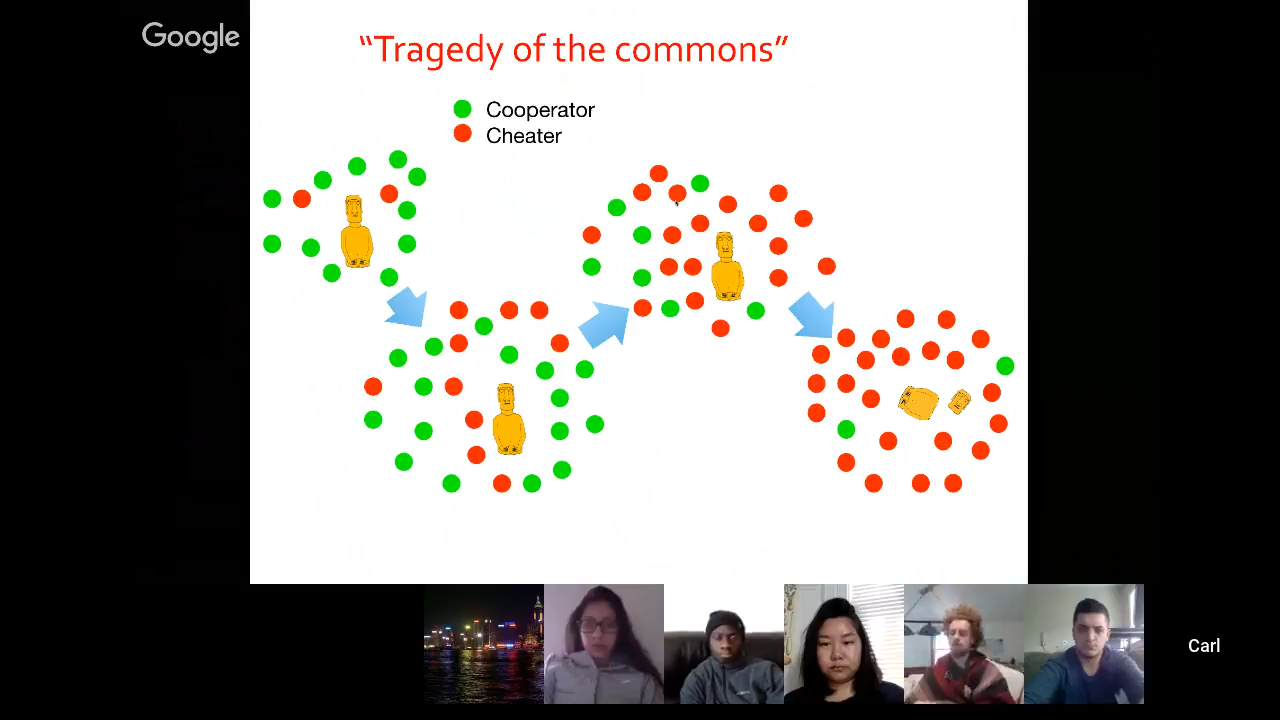 Google
“Tragedy of the commons”
Cooperator
Cheater
Carl